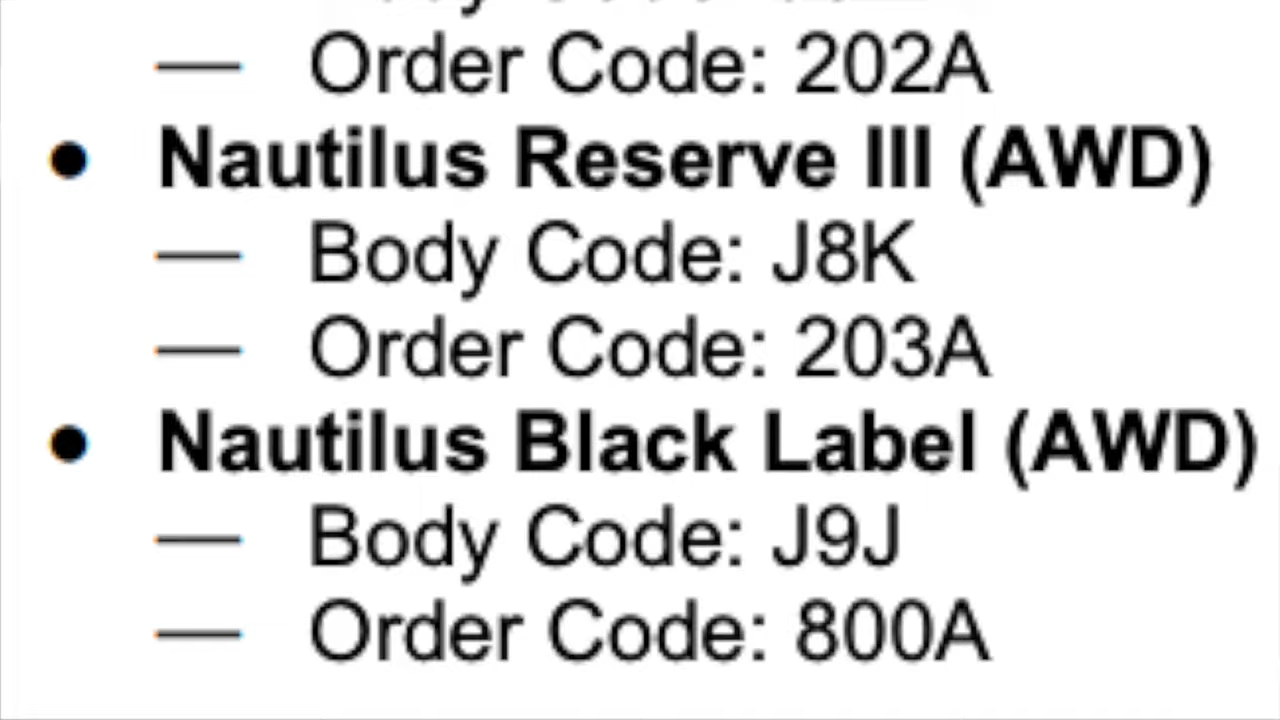 — Order Code: 202A
• Nautilus Reserve III (AWD)
— Body Code: J8K
— Order Code: 203A
• Nautilus Black Label (AWD)
— Body Code: J9J
— Order Code: 800A